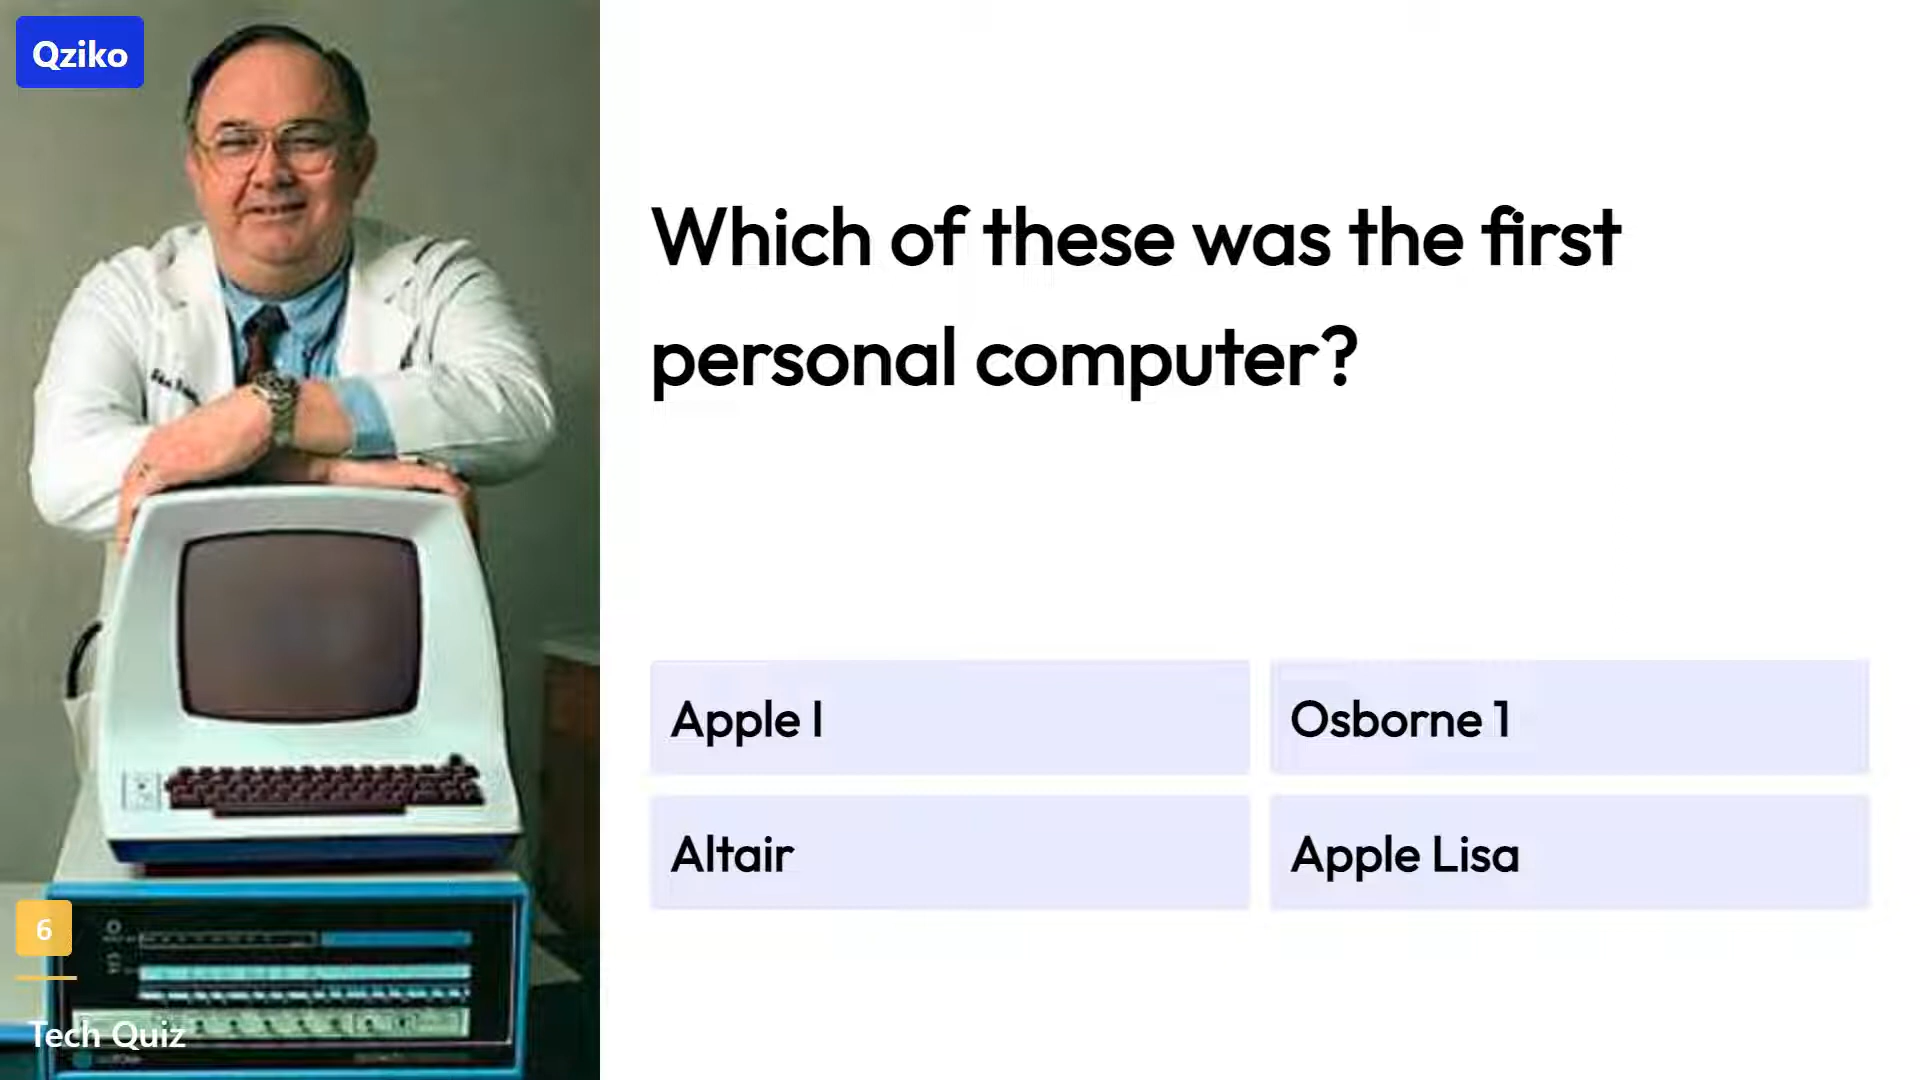 Qziko
Which of these was the first
personal computer?
Apple I
Osborne 1
Altair
Apple Lisa
6
Tech Quiz